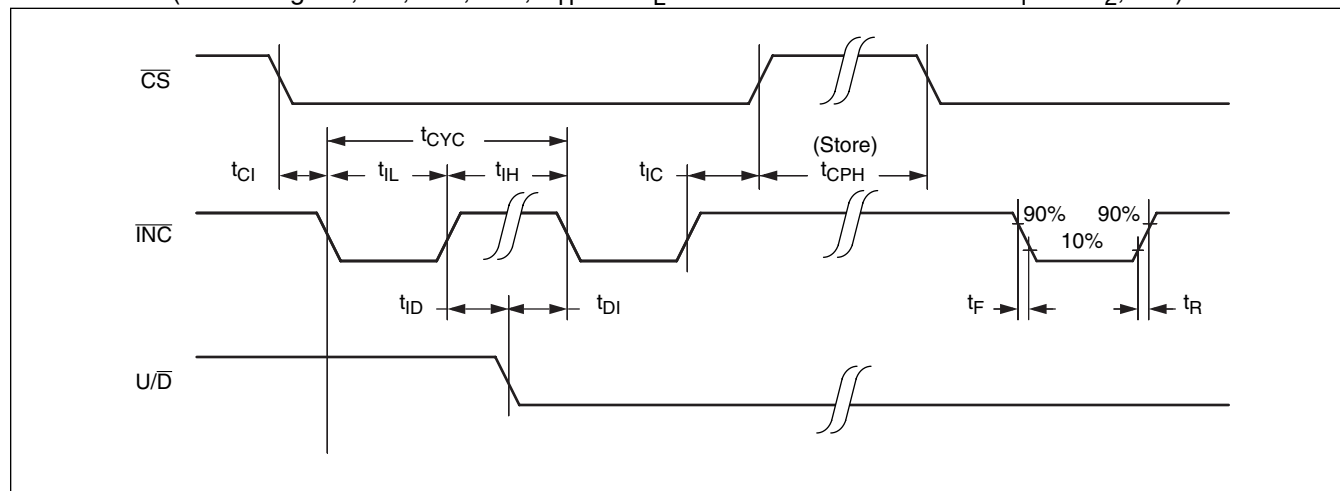 CS
tCYC
(Store)
tCI tIL tIH tIC tCPH
INC
90% 90%
10%
tID tDI tF tR
U/D